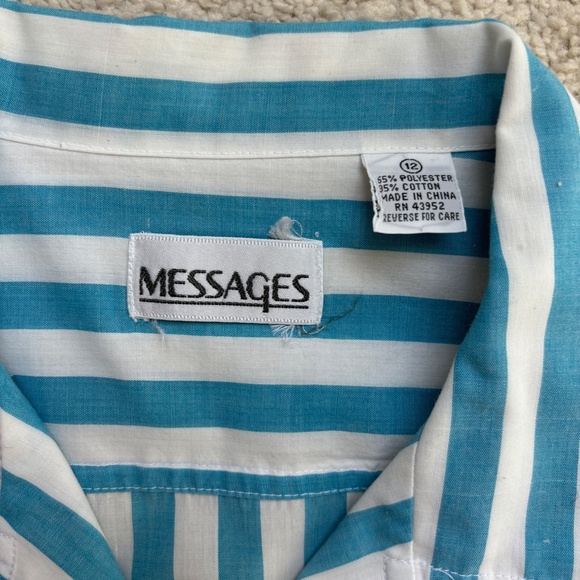 12
65% POLYESTER
35% COTTON
MADE IN CHINA
RN 43952
REVERSE FOR CARE
MESSAGES